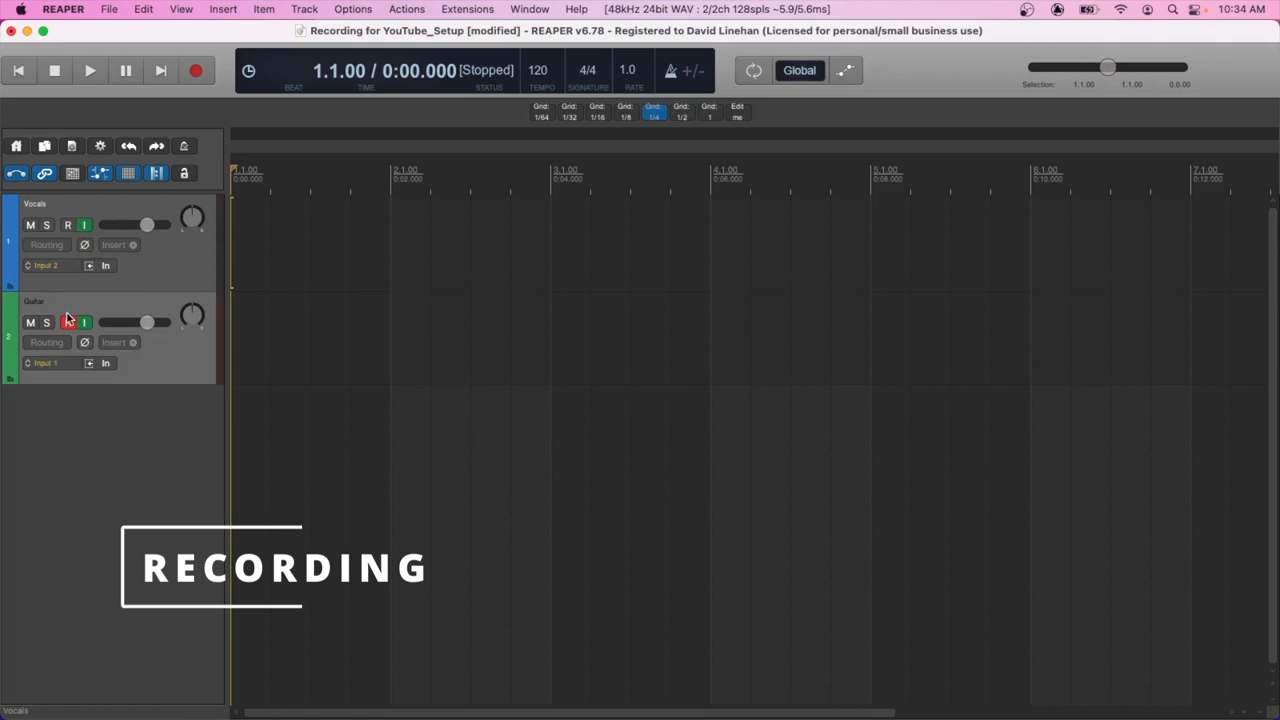 REAPER File Edit View Insert Item Track Options Actions Extensions Window Help [48kHz 24bit WAV : 2/2ch 128spls ~5.9/5.6ms] 10:34 AM
Recording for YouTube_Setup [modified] - REAPER v6.78 - Registered to David Linehan (Licensed for personal/small business use)
1.1.00 / 0:00.000 [Stopped] 120 4/4 1.0 +/- Global
BEAT TIME STATUS TEMPO SIGNATURE RATE
Selection: 1.1.00 1.1.00 0:0.00
Grid: 1/64
Grid: 1/32
Grid: 1/16
Grid: 1/8
Grid: 1/4
Grid: 1/2
Grid: 1
Edit me
1.1.00 2.1.00 3.1.00 4.1.00 5.1.00 6.1.00 7.1.00
0:00.000 0:02.000 0:04.000 0:06.000 0:08.000 0:10.000 0:12.000
Vocals
1
M S R I
Routing Ø Insert
Input 2 In
Guitar
2
M S R I
Routing Ø Insert
Input 1 In
RECORDING
Vocals